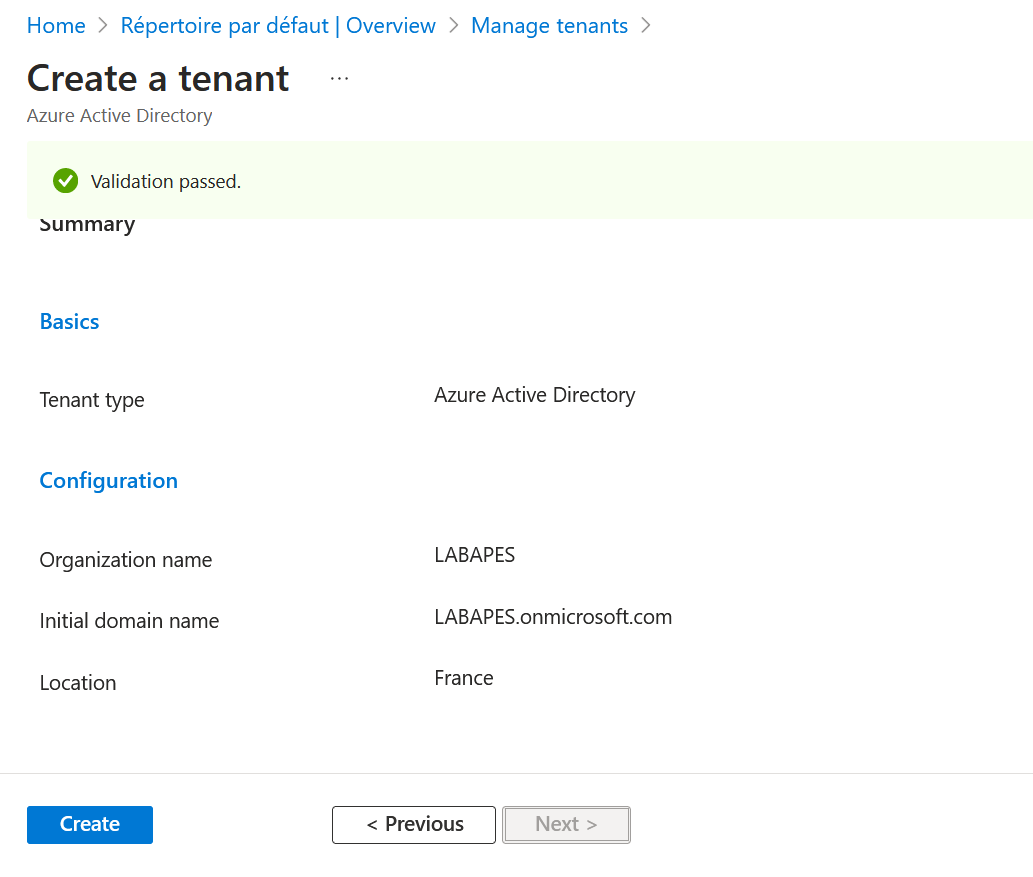 Home > Répertoire par défaut | Overview > Manage tenants >
Create a tenant ...
Azure Active Directory
Validation passed.
Summary
Basics
Tenant type Azure Active Directory
Configuration
Organization name LABAPES
Initial domain name LABAPES.onmicrosoft.com
Location France
Create < Previous Next >